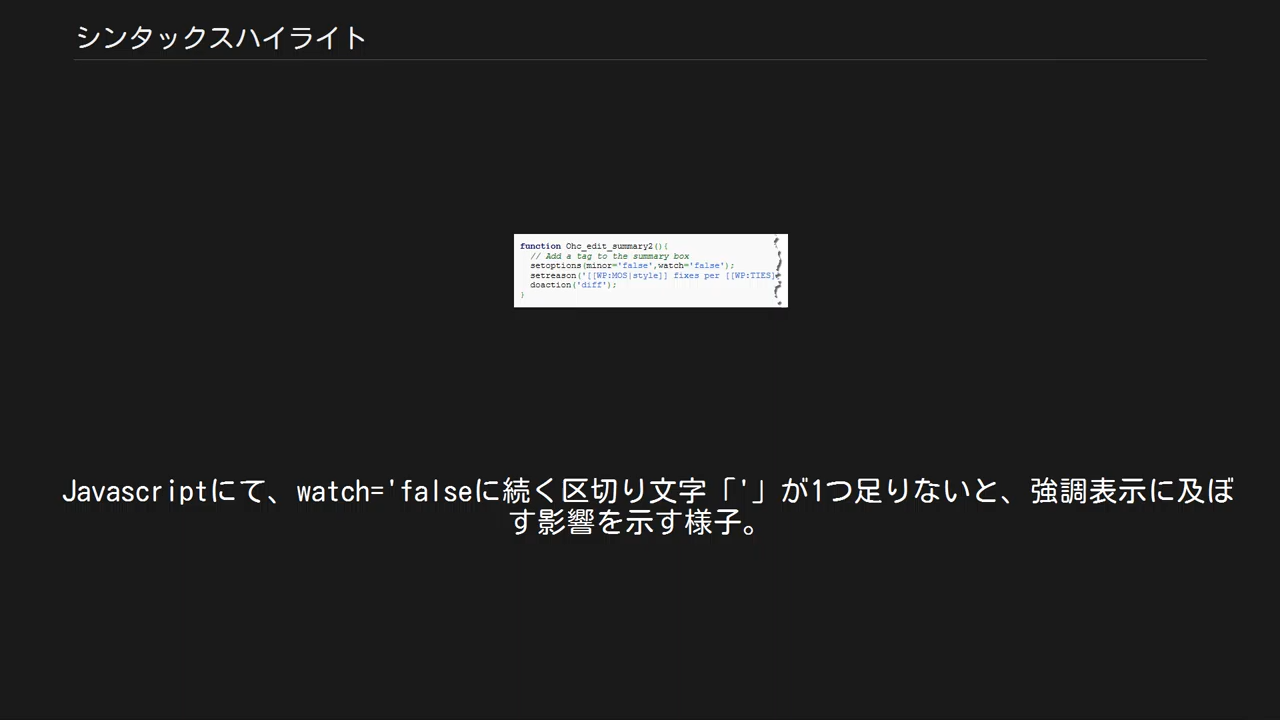 シンタックスハイライト
function Ohc_edit_summary2(){
// Add a tag to the summary box
setoptions(minor='false',watch='false');
setreason('[[WP:MOS|style]] fixes per [[WP:TIES]
doaction('diff');
}
Javascriptにて、watch='falseに続く区切り文字「'」が1つ足りないと、強調表示に及ぼ
す影響を示す様子。